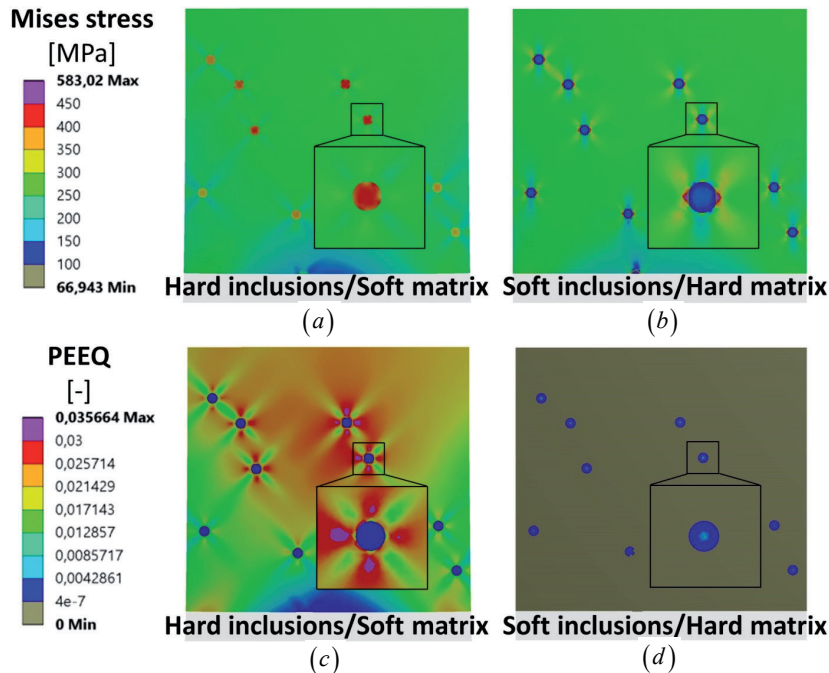 Mises stress
[MPa]
583,02 Max
450
400
350
300
250
200
150
100
66,943 Min
Hard inclusions/Soft matrix
(a)
Soft inclusions/Hard matrix
(b)
PEEQ
[-]
0,035664 Max
0,03
0,025714
0,021429
0,017143
0,012857
0,0085717
0,0042861
4e-7
0 Min
Hard inclusions/Soft matrix
(c)
Soft inclusions/Hard matrix
(d)